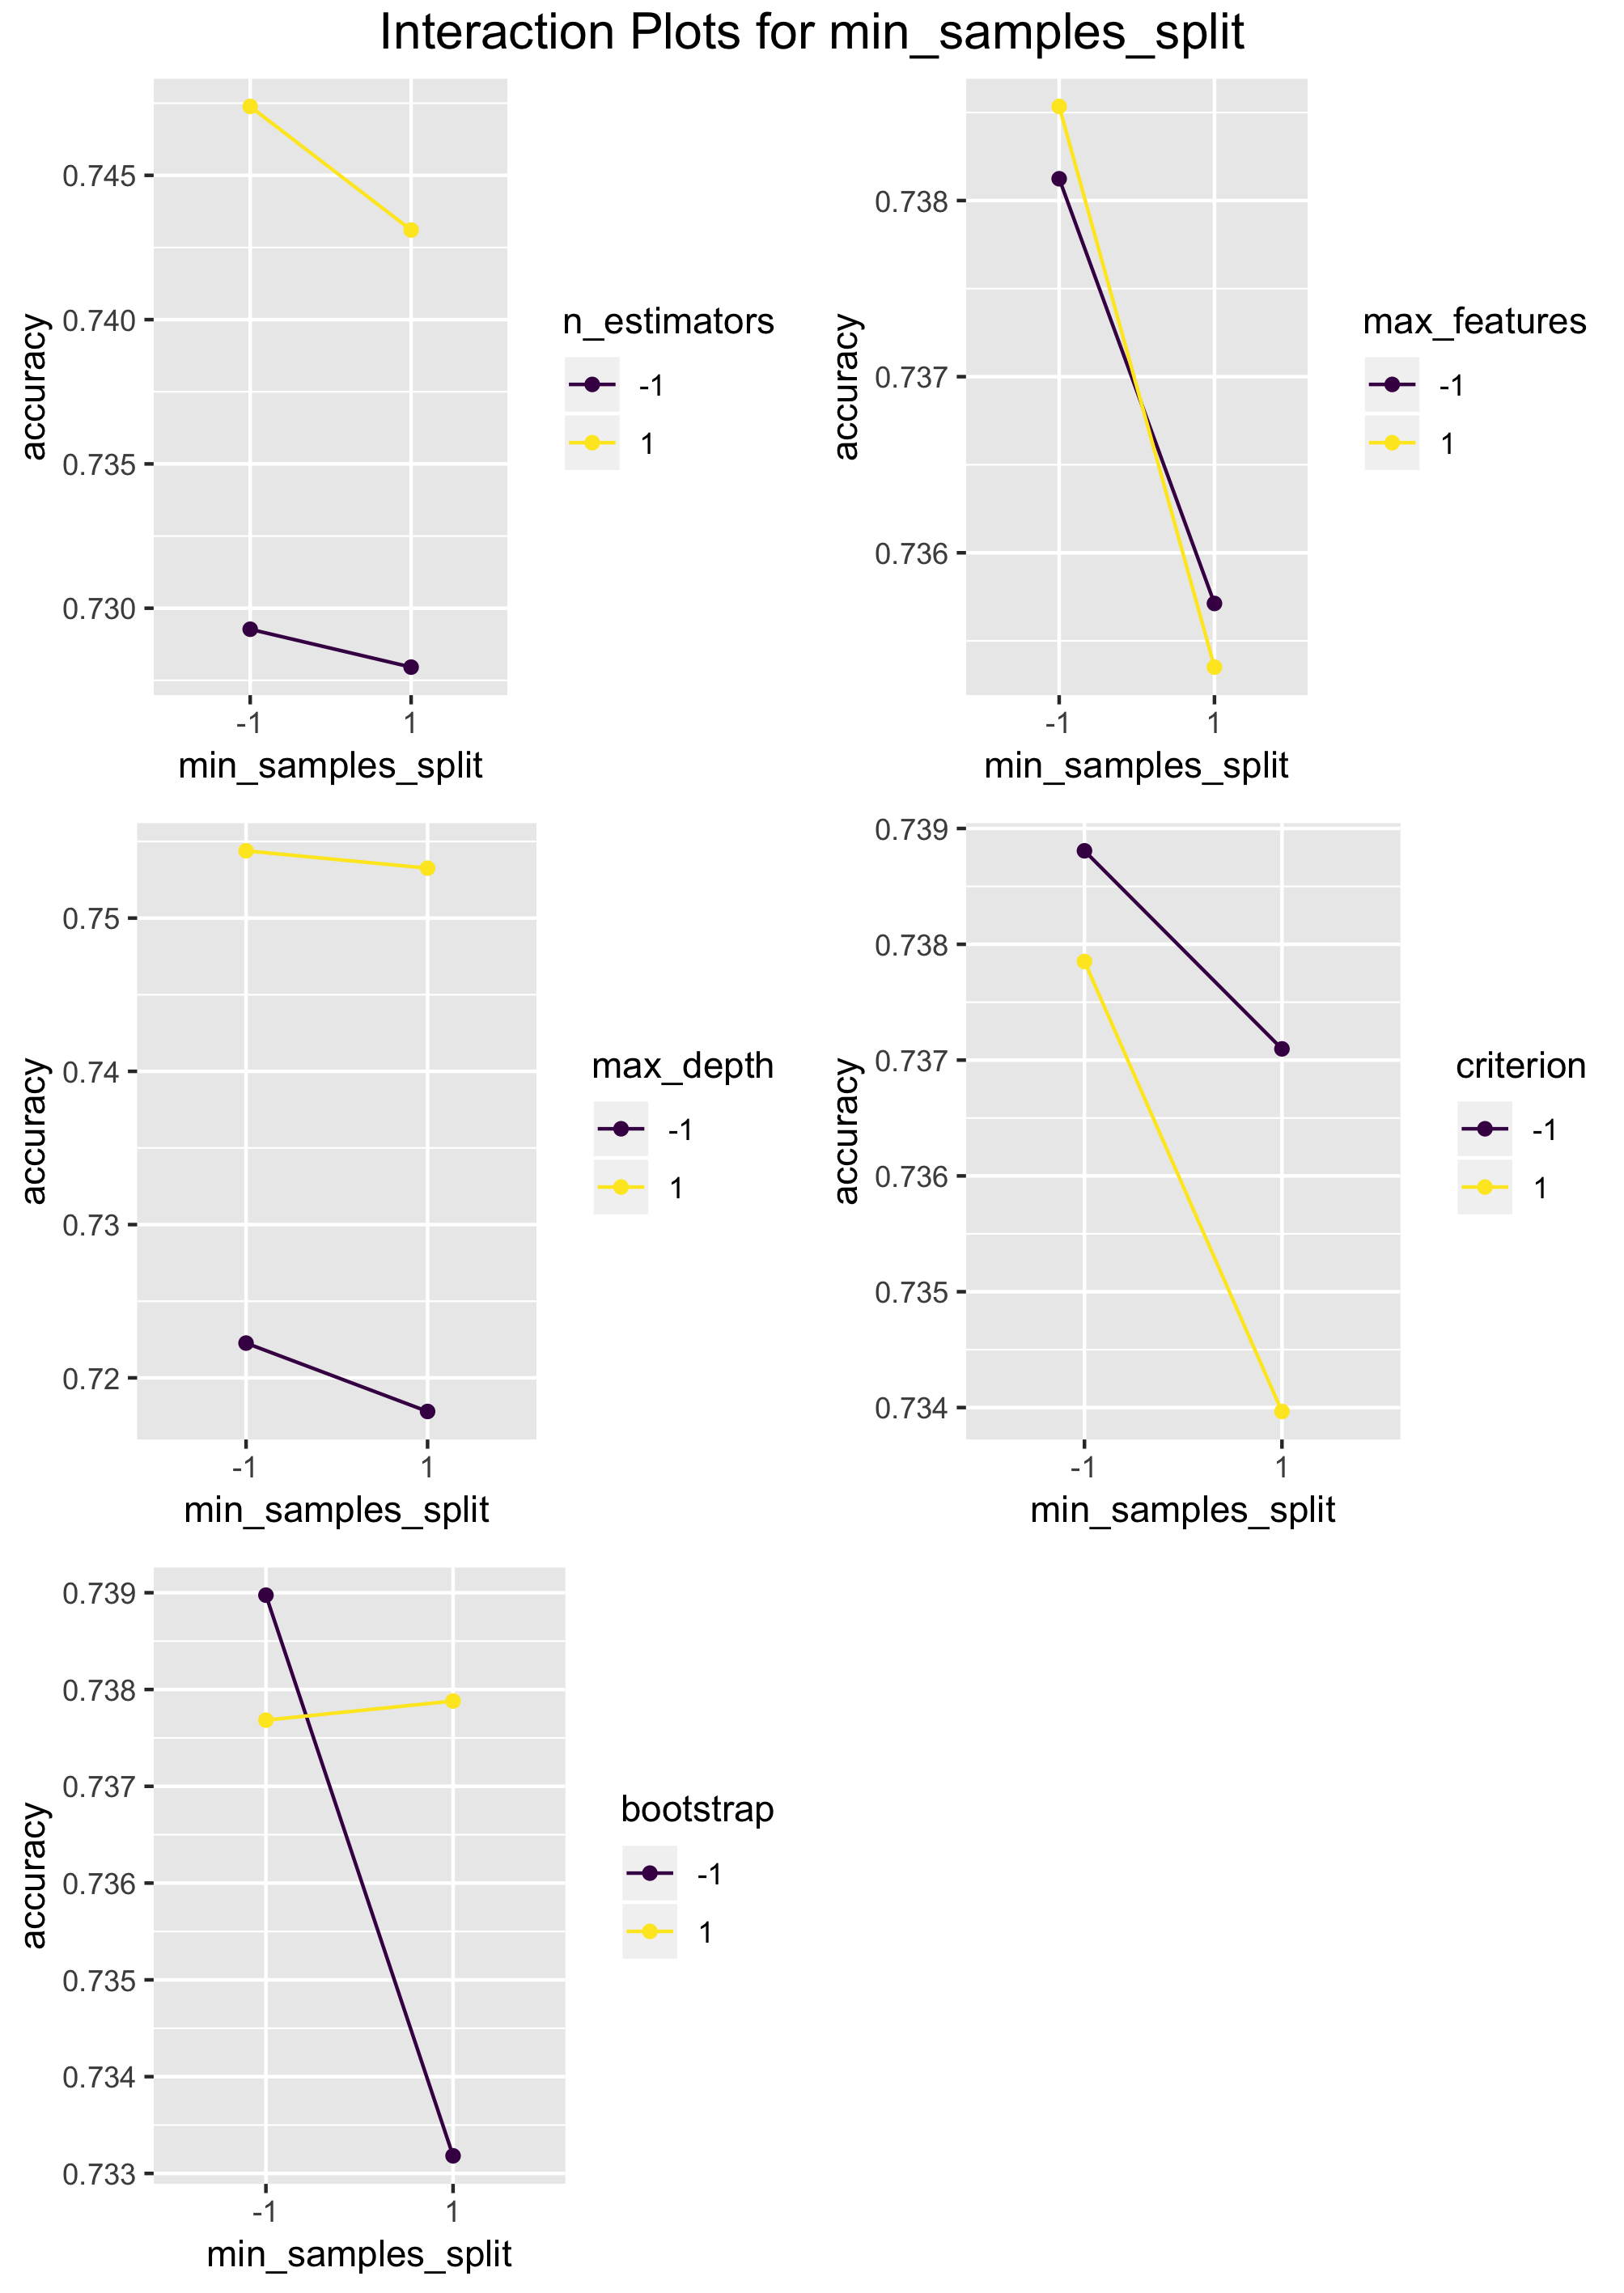 Interaction Plots for min_samples_split
accuracy
0.745
0.740
0.735
0.730
-1
1
min_samples_split
n_estimators
-1
1
accuracy
0.738
0.737
0.736
-1
1
min_samples_split
max_features
-1
1
accuracy
0.75
0.74
0.73
0.72
-1
1
min_samples_split
max_depth
-1
1
accuracy
0.739
0.738
0.737
0.736
0.735
0.734
-1
1
min_samples_split
criterion
-1
1
accuracy
0.739
0.738
0.737
0.736
0.735
0.734
0.733
-1
1
min_samples_split
bootstrap
-1
1